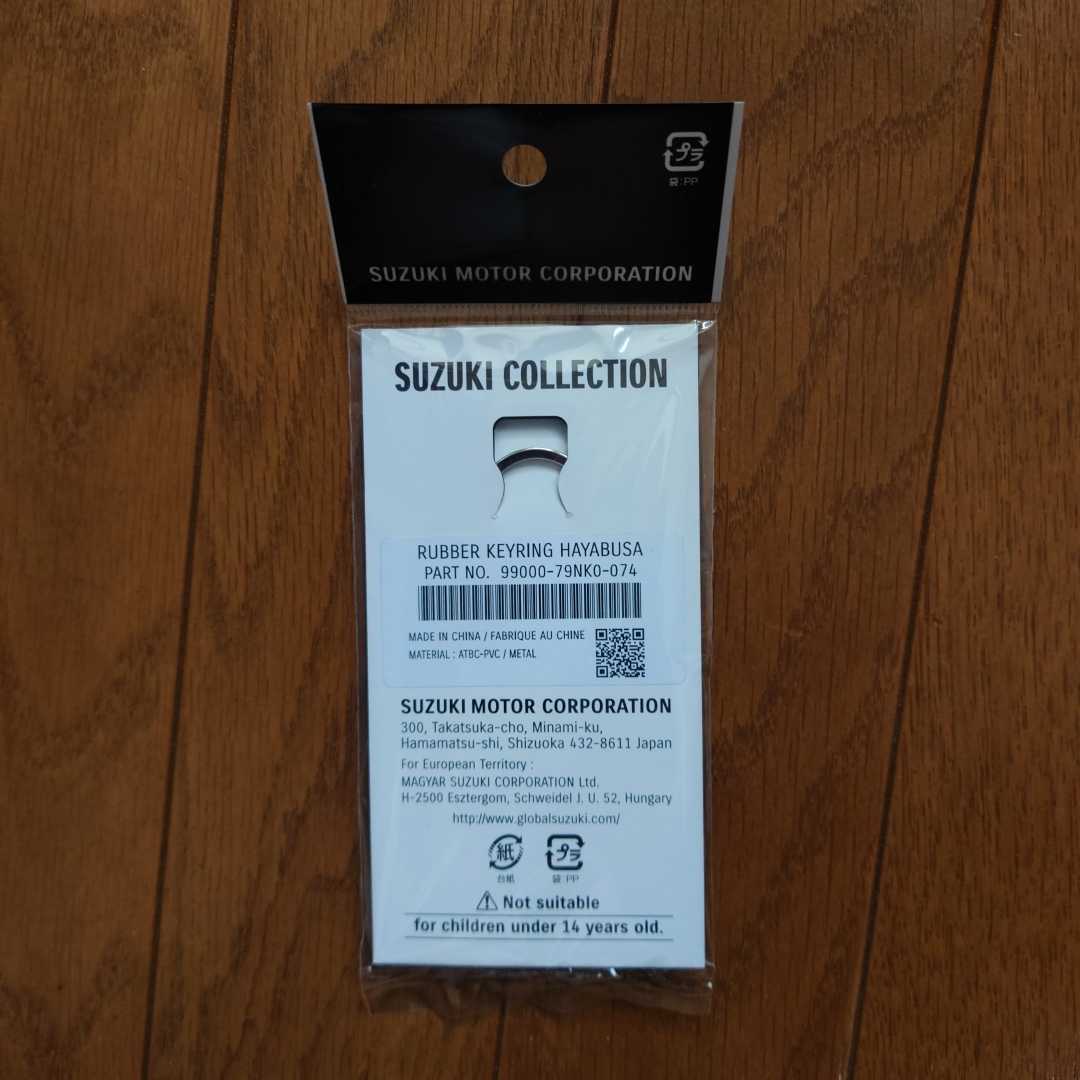 プラ
袋:PP
SUZUKI MOTOR CORPORATION
SUZUKI COLLECTION
RUBBER KEYRING HAYABUSA
PART NO. 99000-79NK0-074
MADE IN CHINA / FABRIQUE AU CHINE
MATERIAL : ATBC-PVC / METAL
SUZUKI MOTOR CORPORATION
300, Takatsuka-cho, Minami-ku,
Hamamatsu-shi, Shizuoka 432-8611 Japan
For European Territory :
MAGYAR SUZUKI CORPORATION Ltd.
H-2500 Esztergom, Schweidel J. U. 52, Hungary
http://www.globalsuzuki.com/
紙 プラ
台紙 袋:PP
Not suitable
for children under 14 years old.